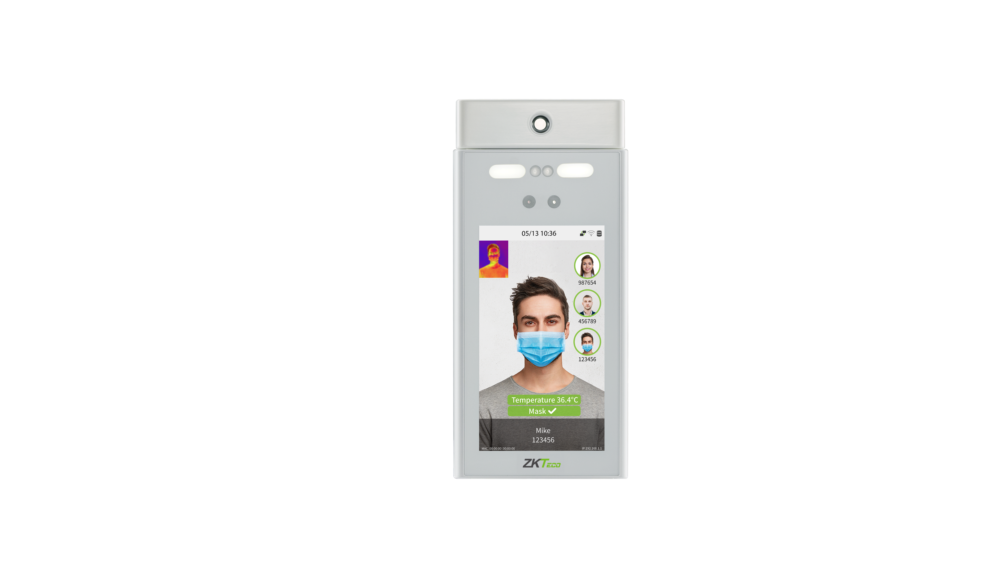 05/13 10:36
987654
456789
123456
Temperature 36.4°C
Mask
Mike
123456
MAC:00:00:00:00:00:00
IP:192.168.1.1
ZKTECO